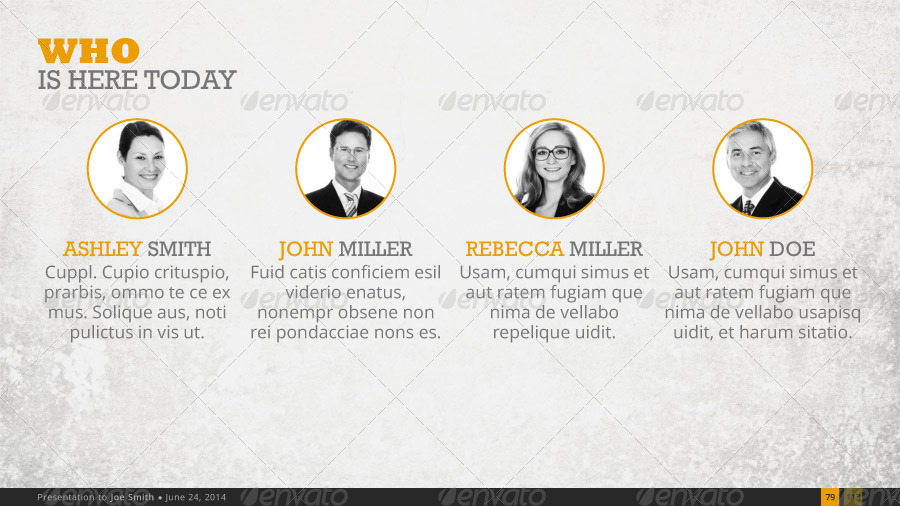 WHO
IS HERE TODAY
ASHLEY SMITH
Cuppl. Cupio crituspio,
prarbis, ommo te ce ex
mus. Solique aus, noti
pulictus in vis ut.
JOHN MILLER
Fuid catis conficiem esil
viderio enatus,
nonempr obsene non
rei pondacciae nons es.
REBECCA MILLER
Usam, cumqui simus et
aut ratem fugiam que
nima de vellabo
repelique uidit.
JOHN DOE
Usam, cumqui simus et
aut ratem fugiam que
nima de vellabo usapisq
uidit, et harum sitatio.
Presentation to Joe Smith ● June 24, 2014
79
envato